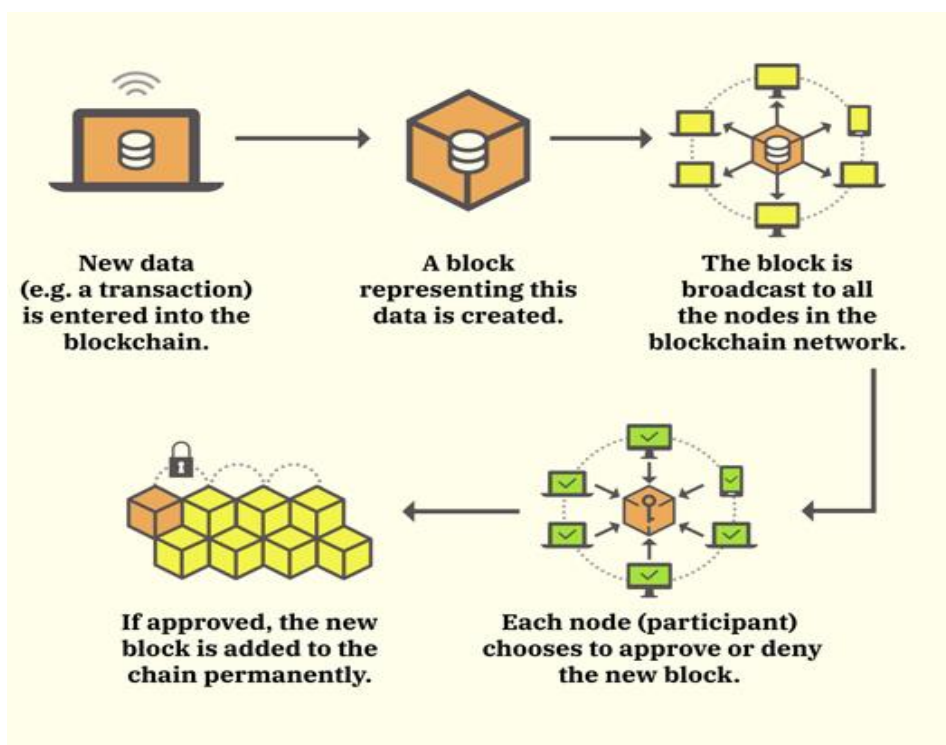 New data
(e.g. a transaction)
is entered into the
blockchain.
A block
representing this
data is created.
The block is
broadcast to all
the nodes in the
blockchain network.
If approved, the new
block is added to the
chain permanently.
Each node (participant)
chooses to approve or deny
the new block.